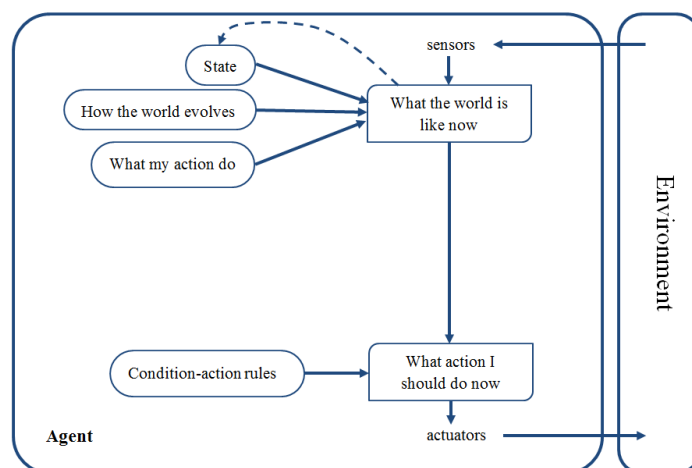 sensors
State
How the world evolves
What the world is
like now
What my action do
Environment
Condition-action rules
What action I
should do now
Agent
actuators